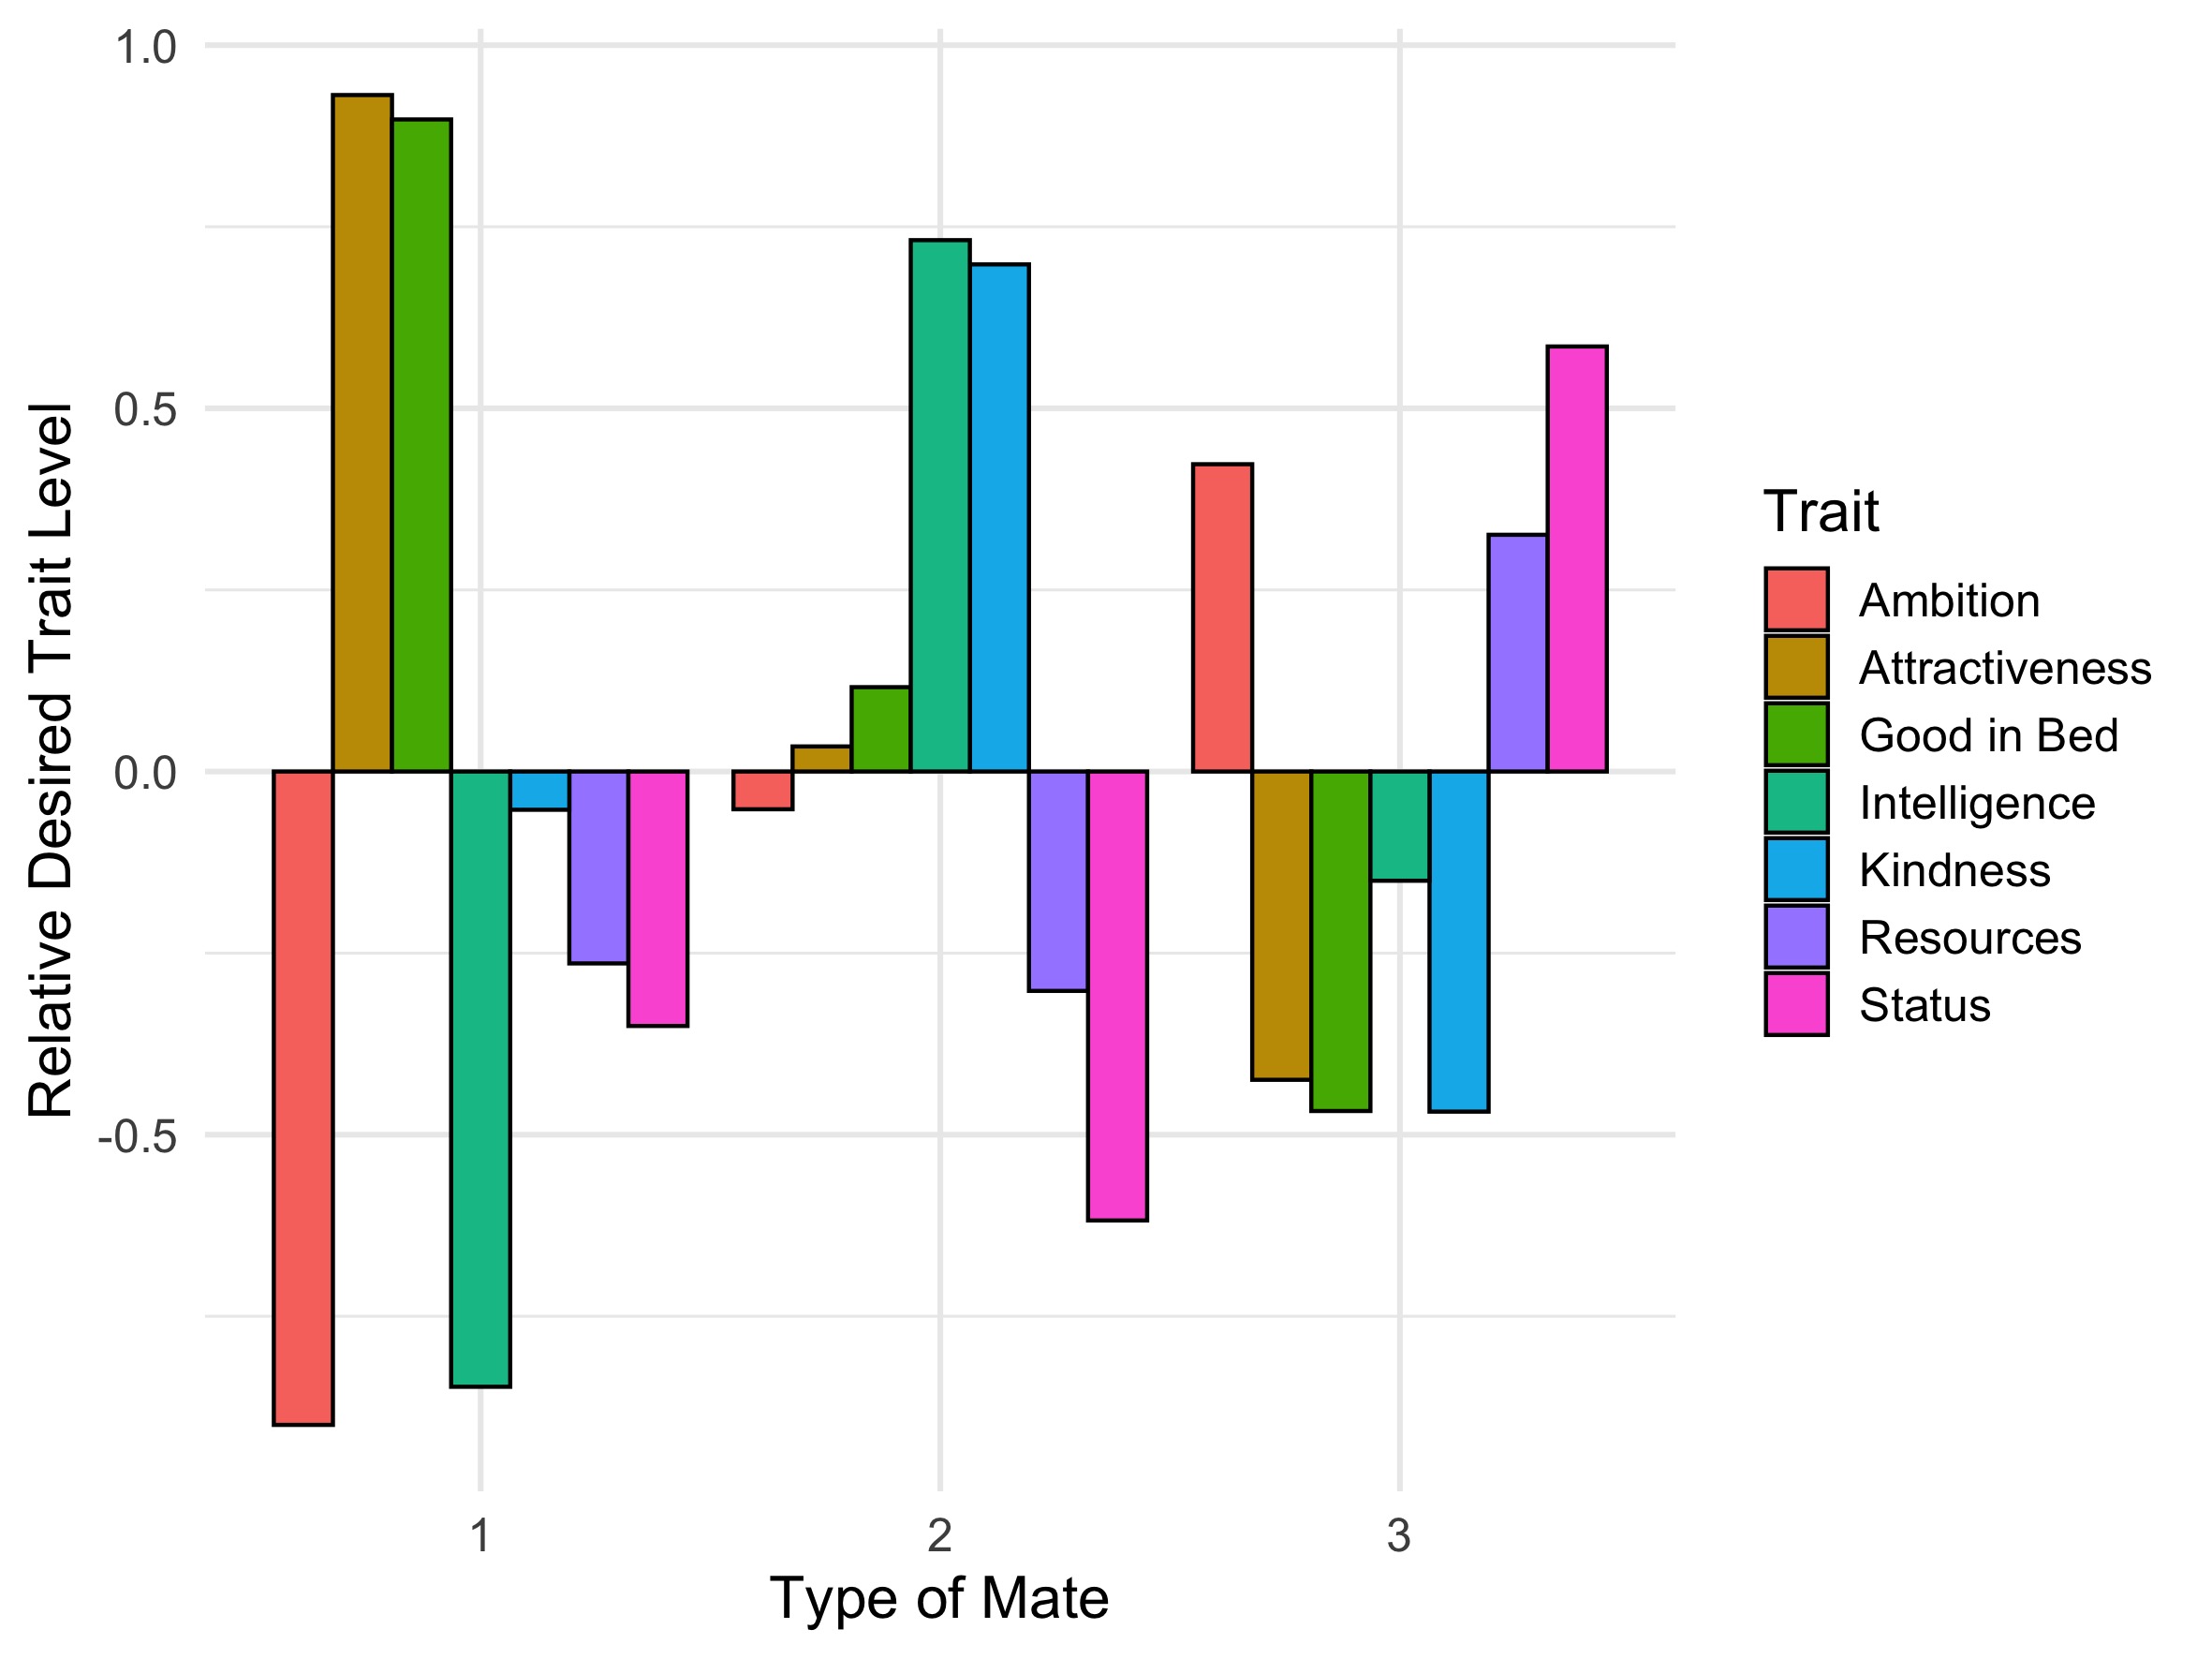 1.0
0.5
0.0
-0.5
Relative Desired Trait Level
1
2
3
Type of Mate
Trait
Ambition
Attractiveness
Good in Bed
Intelligence
Kindness
Resources
Status